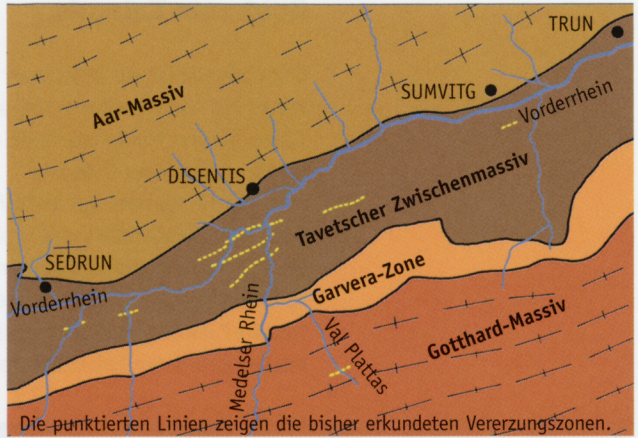 TRUN
SUMVITG
Vorderrhein
Aar-Massiv
DISENTIS
Tavetscher Zwischenmassiv
SEDRUN
Garvera-Zone
Vorderrhein
Medelser Rhein
Val Plattas
Gotthard-Massiv
Die punktierten Linien zeigen die bisher erkundeten Vererzungszonen.